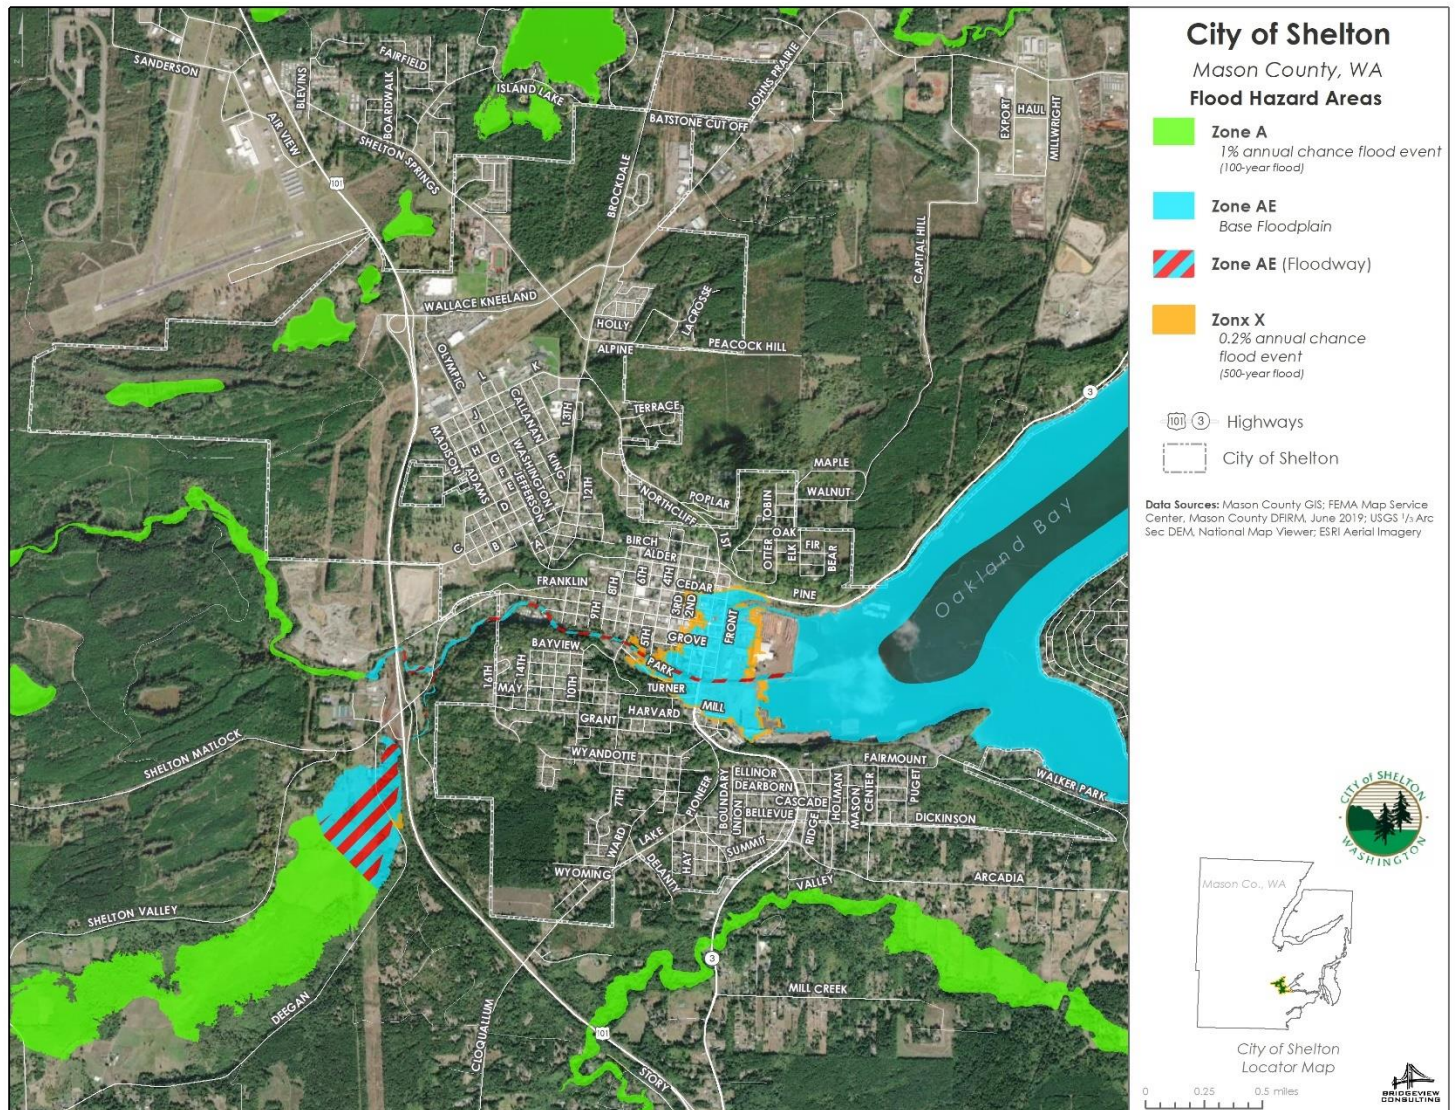 City of Shelton
Mason County, WA
Flood Hazard Areas
Zone A
1% annual chance flood event
(100-year flood)
Zone AE
Base Floodplain
Zone AE (Floodway)
Zonx X
0.2% annual chance
flood event
(500-year flood)
101 3 Highways
City of Shelton
Data Sources: Mason County GIS; FEMA Map Service
Center, Mason County DFIRM, June 2019; USGS 1/3 Arc
Sec DEM, National Map Viewer; ESRI Aerial Imagery
CITY OF SHELTON
WASHINGTON
Mason Co., WA
City of Shelton
Locator Map
0 0.25 0.5 miles
BRIDGEVIEW
CONSULTING
SANDERSON
BLEVINS
FAIRFIELD
BOARDWALK
ISLAND LAKE
JOHNS PRAIRIE
AIR VIEW
SHELTON SPRINGS
BATSTONE CUT OFF
EXPORT
HAUL
MILLWRIGHT
101
BROCKDALE
CAPITAL HILL
WALLACE KNEELAND
HOLLY
LACROSSE
ALPINE
PEACOCK HILL
OLYMPIC
L
K
J
I
H
G
F
E
D
C
B
A
CALLANAN
KING
13TH
12TH
MADISON
ADAMS
WASHINGTON
JEFFERSON
TERRACE
3
MAPLE
WALNUT
NORTHCLIFF
POPLAR
TOBIN
1ST
OAK
OTTER
ELK
FIR
BEAR
BIRCH
ALDER
Oakland Bay
FRANKLIN
9TH
8TH
6TH
4TH
CEDAR
PINE
3RD
2ND
FRONT
5TH
GROVE
BAYVIEW
PARK
16TH
14TH
MAY
10TH
TURNER
MILL
GRANT
HARVARD
SHELTON MATLOCK
WYANDOTTE
FAIRMOUNT
WALKER PARK
7TH
PIONEER
BOUNDARY
UNION
ELLINOR
DEARBORN
CASCADE
BELLEVUE
HOLMAN
MASON
CENTER
PUGET
RIDGE
DICKINSON
WARD
LAKE
SUMMIT
HAY
DELANTY
WYOMING
VALLEY
ARCADIA
SHELTON VALLEY
3
DEEGAN
MILL CREEK
CLOQUALLUM
101
STORY